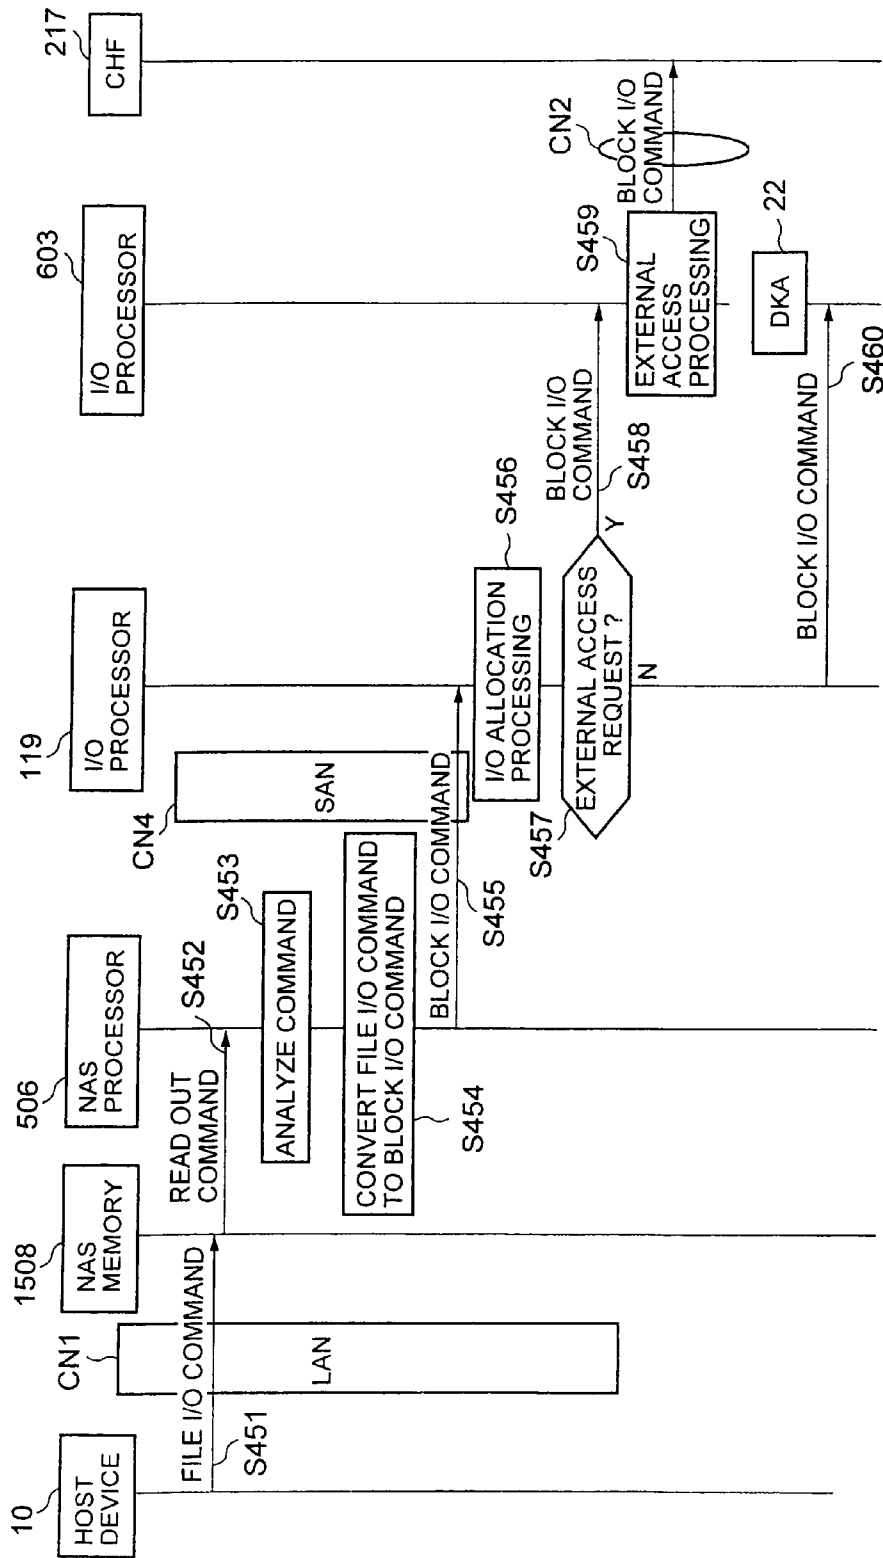 10
HOST
DEVICE
CN1
LAN
1508
NAS
MEMORY
506
NAS
PROCESSOR
CN4
SAN
119
I/O
PROCESSOR
603
I/O
PROCESSOR
217
CHF
FILE I/O COMMAND
S451
READ OUT
COMMAND
S452
ANALYZE COMMAND
S453
CONVERT FILE I/O COMMAND
TO BLOCK I/O COMMAND
S454
BLOCK I/O COMMAND
S455
I/O ALLOCATION
PROCESSING
S456
EXTERNAL ACCESS
REQUEST ?
S457
Y
N
BLOCK I/O
COMMAND
S458
EXTERNAL
ACCESS
PROCESSING
S459
BLOCK I/O
COMMAND
CN2
DKA
22
BLOCK I/O COMMAND
S460